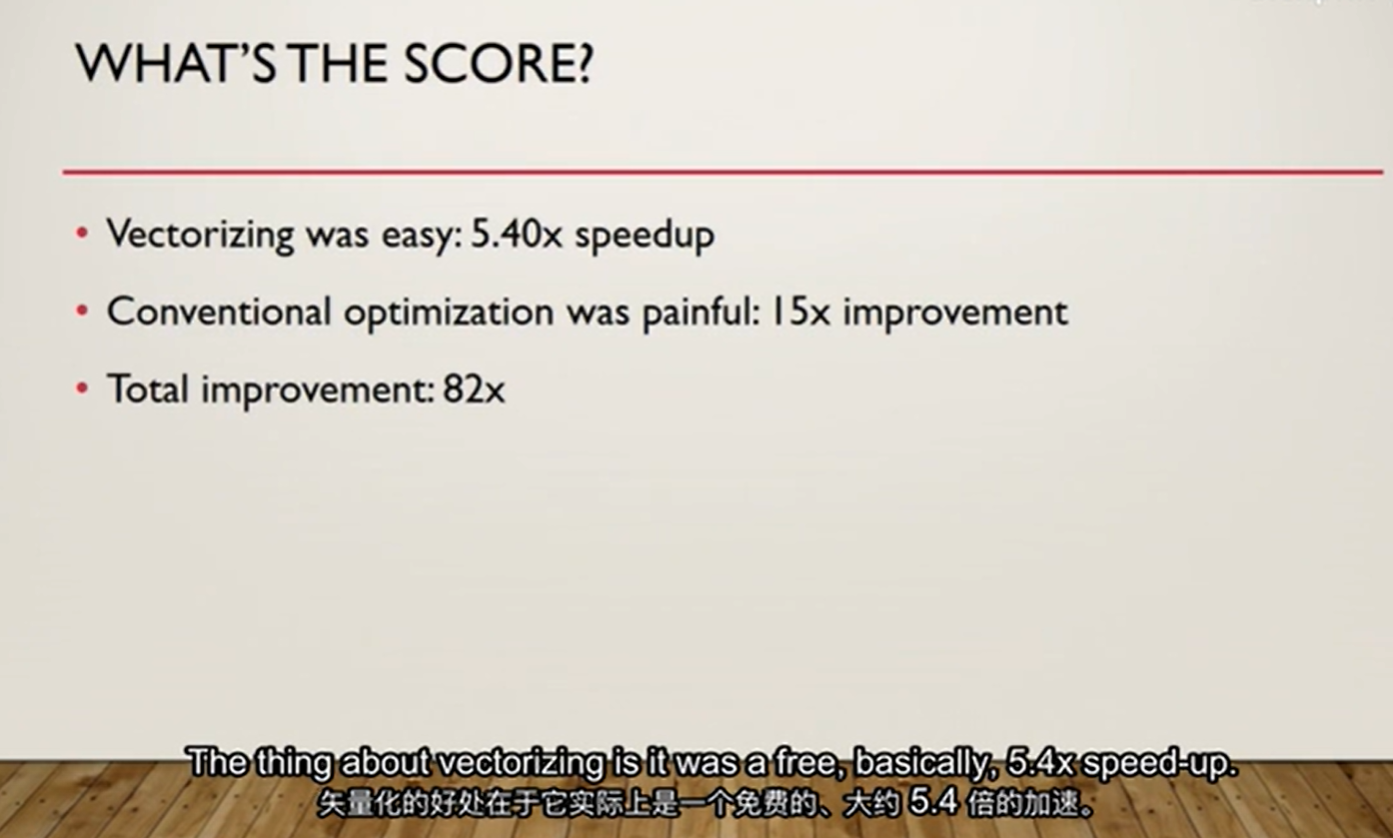 WHAT'S THE SCORE?
• Vectorizing was easy: 5.40x speedup
• Conventional optimization was painful: 15x improvement
• Total improvement: 82x
The thing about vectorizing is it was a free, basically, 5.4x speed-up.
矢量化的好处在于它实际上是一个免费的、大约 5.4 倍的加速。